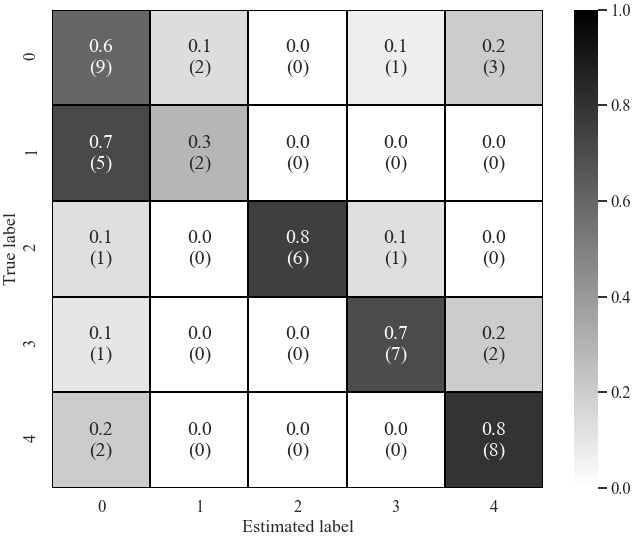 0.6 0.1 0.0 0.1 0.2
(9) (2) (0) (1) (3)
0.7 0.3 0.0 0.0 0.0
(5) (2) (0) (0) (0)
0.1 0.0 0.8 0.1 0.0
(1) (0) (6) (1) (0)
0.1 0.0 0.0 0.7 0.2
(1) (0) (0) (7) (2)
0.2 0.0 0.0 0.0 0.8
(2) (0) (0) (0) (8)
0
1
2
3
4
True label
0 1 2 3 4
Estimated label
1.0
0.8
0.6
0.4
0.2
0.0